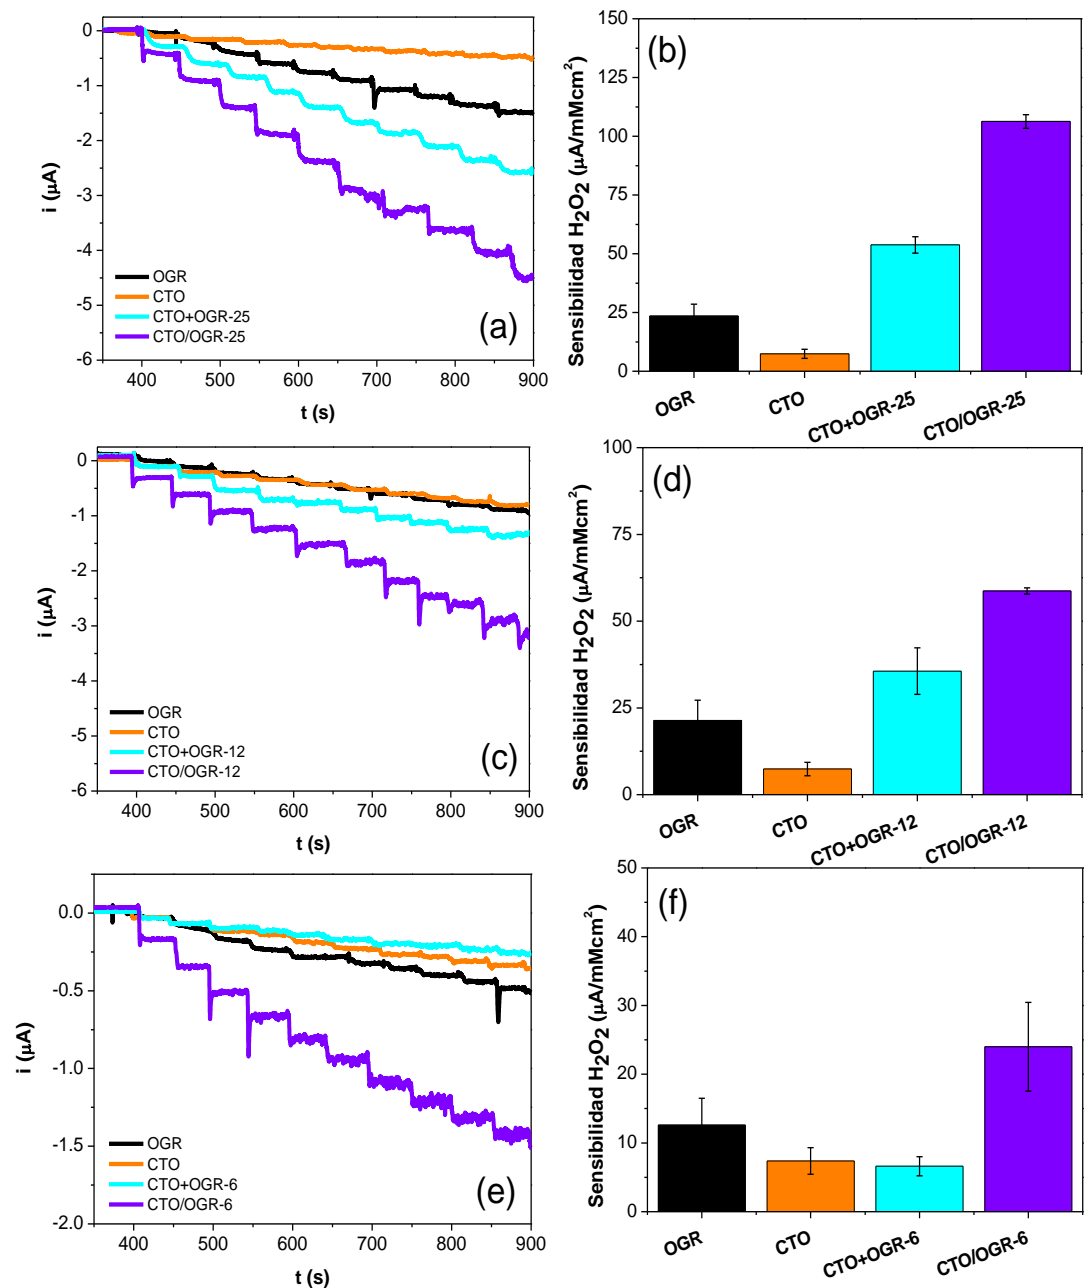 0
-1
-2
-3
-4
-5
-6
i (µA)
OGR
CTO
CTO+OGR-25
CTO/OGR-25
(a)
400 500 600 700 800 900
t (s)
(b)
150
125
100
75
50
25
0
Sensibilidad H₂O₂ (µA/mMcm²)
OGR CTO CTO+OGR-25 CTO/OGR-25
0
-1
-2
-3
-4
-5
-6
i (µA)
OGR
CTO
CTO+OGR-12
CTO/OGR-12
(c)
400 500 600 700 800 900
t (s)
(d)
100
75
50
25
0
Sensibilidad H₂O₂ (µA/mMcm²)
OGR CTO CTO+OGR-12 CTO/OGR-12
0.0
-0.5
-1.0
-1.5
-2.0
i (µA)
OGR
CTO
CTO+OGR-6
CTO/OGR-6
(e)
400 500 600 700 800 900
t (s)
(f)
50
40
30
20
10
0
Sensibilidad H₂O₂ (µA/mMcm²)
OGR CTO CTO+OGR-6 CTO/OGR-6